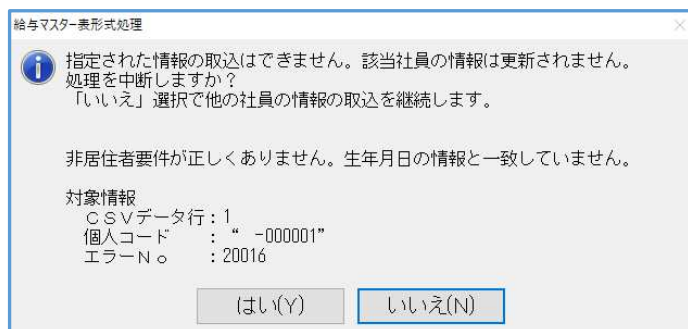 給与マスター表形式処理
指定された情報の取込はできません。該当社員の情報は更新されません。
処理を中断しますか？
「いいえ」選択で他の社員の情報の取込を継続します。
非居住者要件が正しくありません。生年月日の情報と一致していません。
対象情報
ＣＳＶデータ行：1
個人コード　　：“　-000001”
エラーＮｏ　　：20016
はい(Y)
いいえ(N)